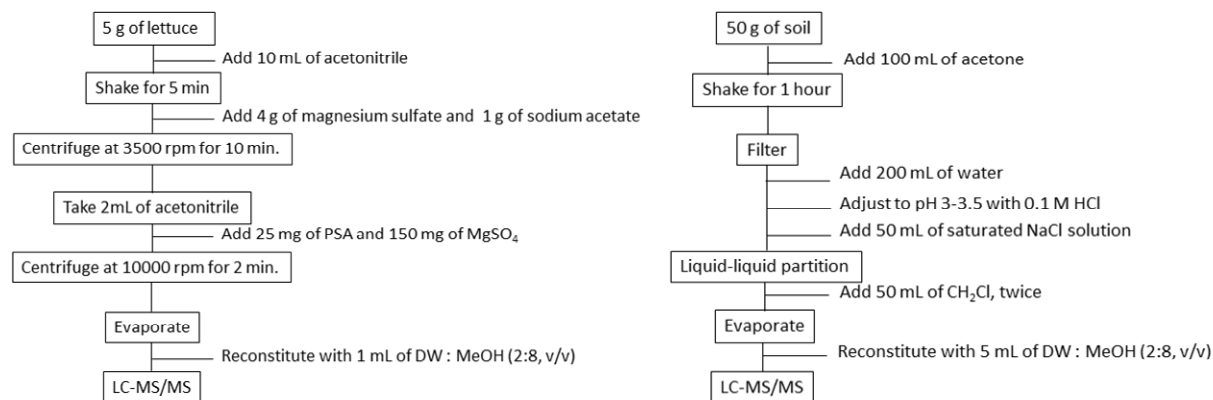 5 g of lettuce
Add 10 mL of acetonitrile
Shake for 5 min
Add 4 g of magnesium sulfate and 1 g of sodium acetate
Centrifuge at 3500 rpm for 10 min.
Take 2mL of acetonitrile
Add 25 mg of PSA and 150 mg of MgSO₄
Centrifuge at 10000 rpm for 2 min.
Evaporate
Reconstitute with 1 mL of DW : MeOH (2:8, v/v)
LC-MS/MS
50 g of soil
Add 100 mL of acetone
Shake for 1 hour
Filter
Add 200 mL of water
Adjust to pH 3-3.5 with 0.1 M HCl
Add 50 mL of saturated NaCl solution
Liquid-liquid partition
Add 50 mL of CH₂Cl, twice
Evaporate
Reconstitute with 5 mL of DW : MeOH (2:8, v/v)
LC-MS/MS